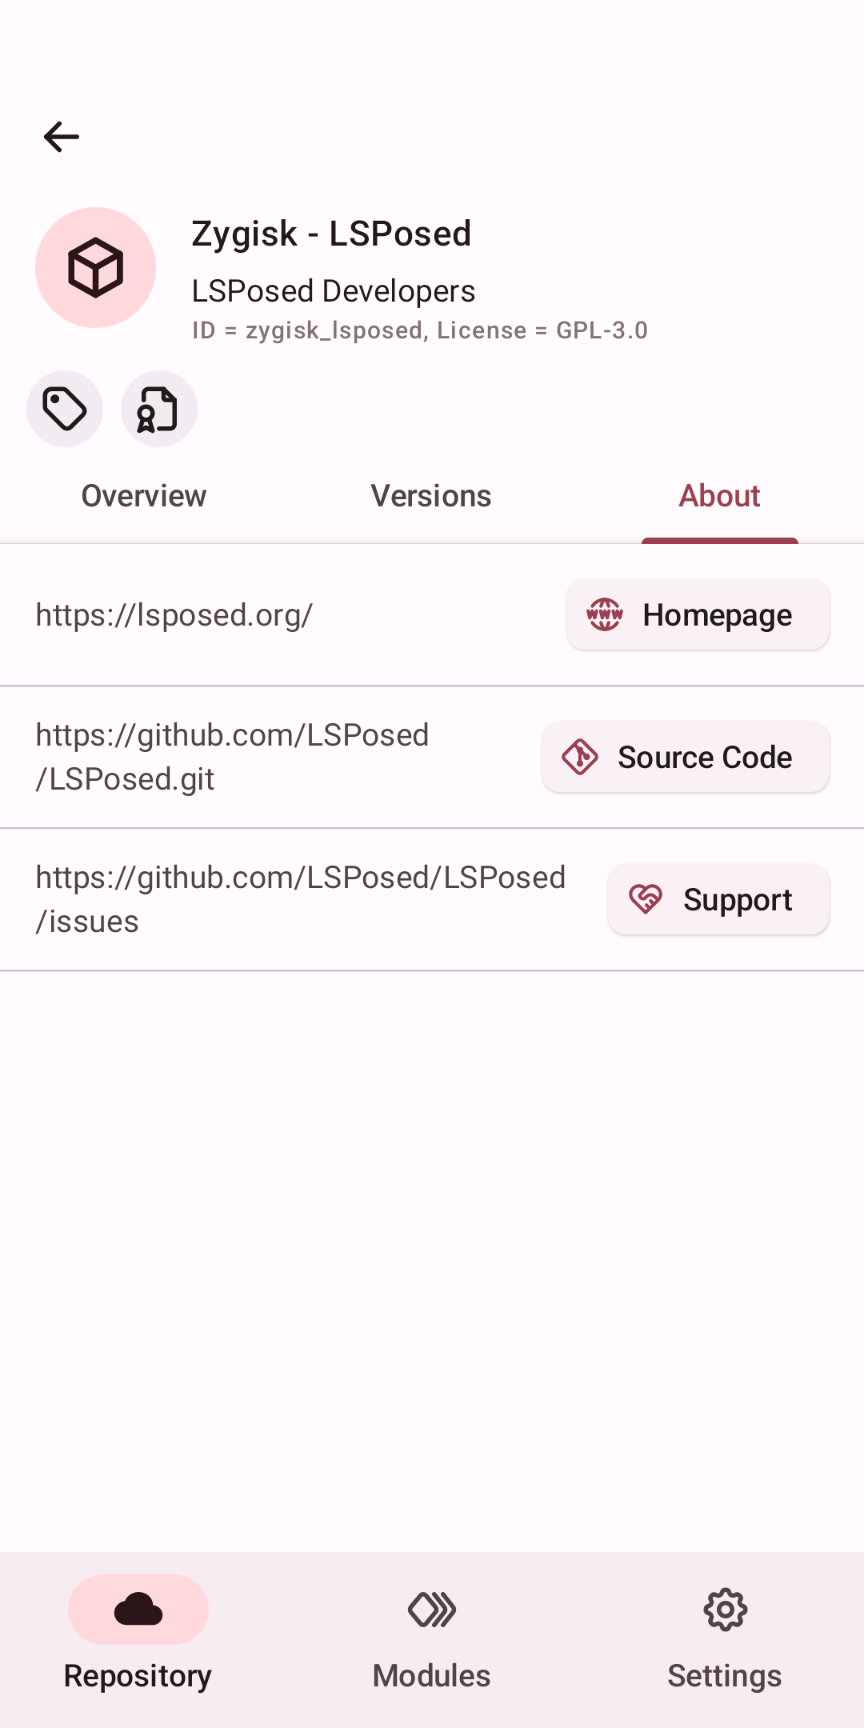 Zygisk - LSPosed
LSPosed Developers
ID = zygisk_lsposed, License = GPL-3.0
Overview
Versions
About
https://lsposed.org/
WWW
Homepage
https://github.com/LSPosed
/LSPosed.git
Source Code
https://github.com/LSPosed/LSPosed
/issues
Support
Repository
Modules
Settings